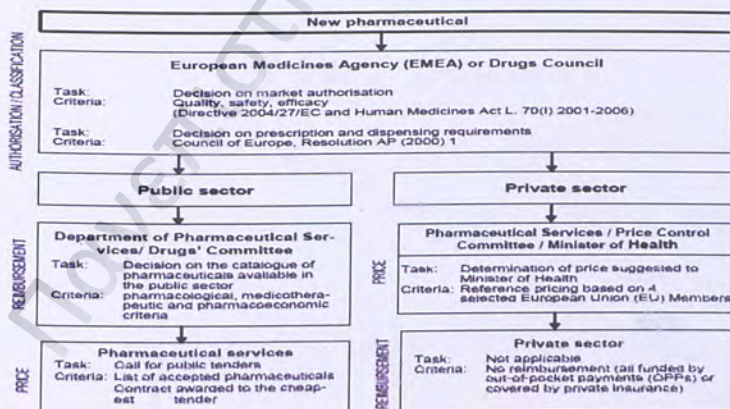 New pharmaceutical
AUTHORISATION / CLASSIFICATION
European Medicines Agency (EMEA) or Drugs Council
Task: Decision on market authorisation
Criteria: Quality, safety, efficacy
(Directive 2004/27/EC and Human Medicines Act L. 70(I) 2001-2006)
Task: Decision on prescription and dispensing requirements
Criteria: Council of Europe, Resolution AP (2000) 1
Public sector
REIMBURSEMENT
Department of Pharmaceutical Ser-
vices/ Drugs' Committee
Task: Decision on the catalogue of
pharmaceuticals available in
the public sector
Criteria: pharmacological, medicothera-
peutic and pharmacoeconomic
criteria
PRICE
Pharmaceutical services
Task: Call for public tenders
Criteria: List of accepted pharmaceuticals
Contract awarded to the cheap-
est tender
Private sector
PRICE
Pharmaceutical Services / Price Control
Committee / Minister of Health
Task: Determination of price suggested to
Minister of Health
Criteria: Reference pricing based on 4
selected European Union (EU) Members
REIMBURSEMENT
Private sector
Task: Not applicable
Criteria: No reimbursement (all funded by
out-of-pocket payments (OPPs) or
covered by private insurance)